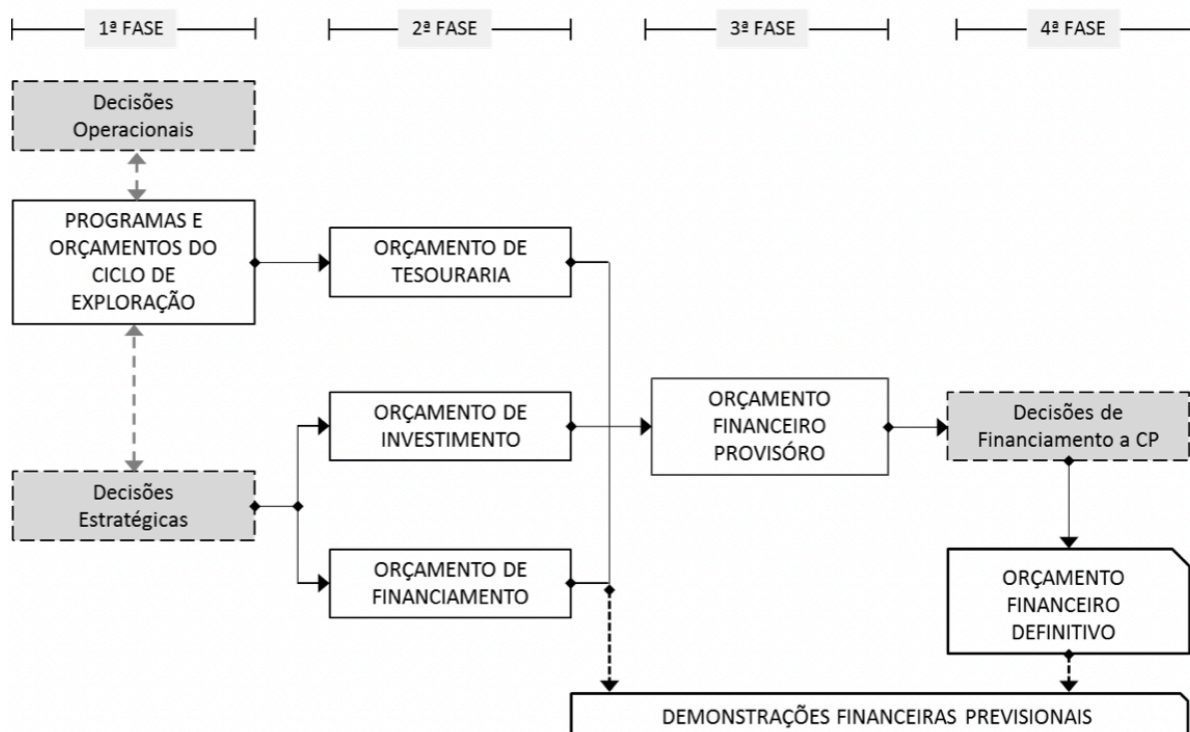 1ª FASE
2ª FASE
3ª FASE
4ª FASE
Decisões
Operacionais
PROGRAMAS E
ORÇAMENTOS DO
CICLO DE
EXPLORAÇÃO
ORÇAMENTO DE
TESOURARIA
ORÇAMENTO DE
INVESTIMENTO
ORÇAMENTO
FINANCEIRO
PROVISÓRO
Decisões de
Financiamento a CP
Decisões
Estratégicas
ORÇAMENTO DE
FINANCIAMENTO
ORÇAMENTO
FINANCEIRO
DEFINITIVO
DEMONSTRAÇÕES FINANCEIRAS PREVISIONAIS